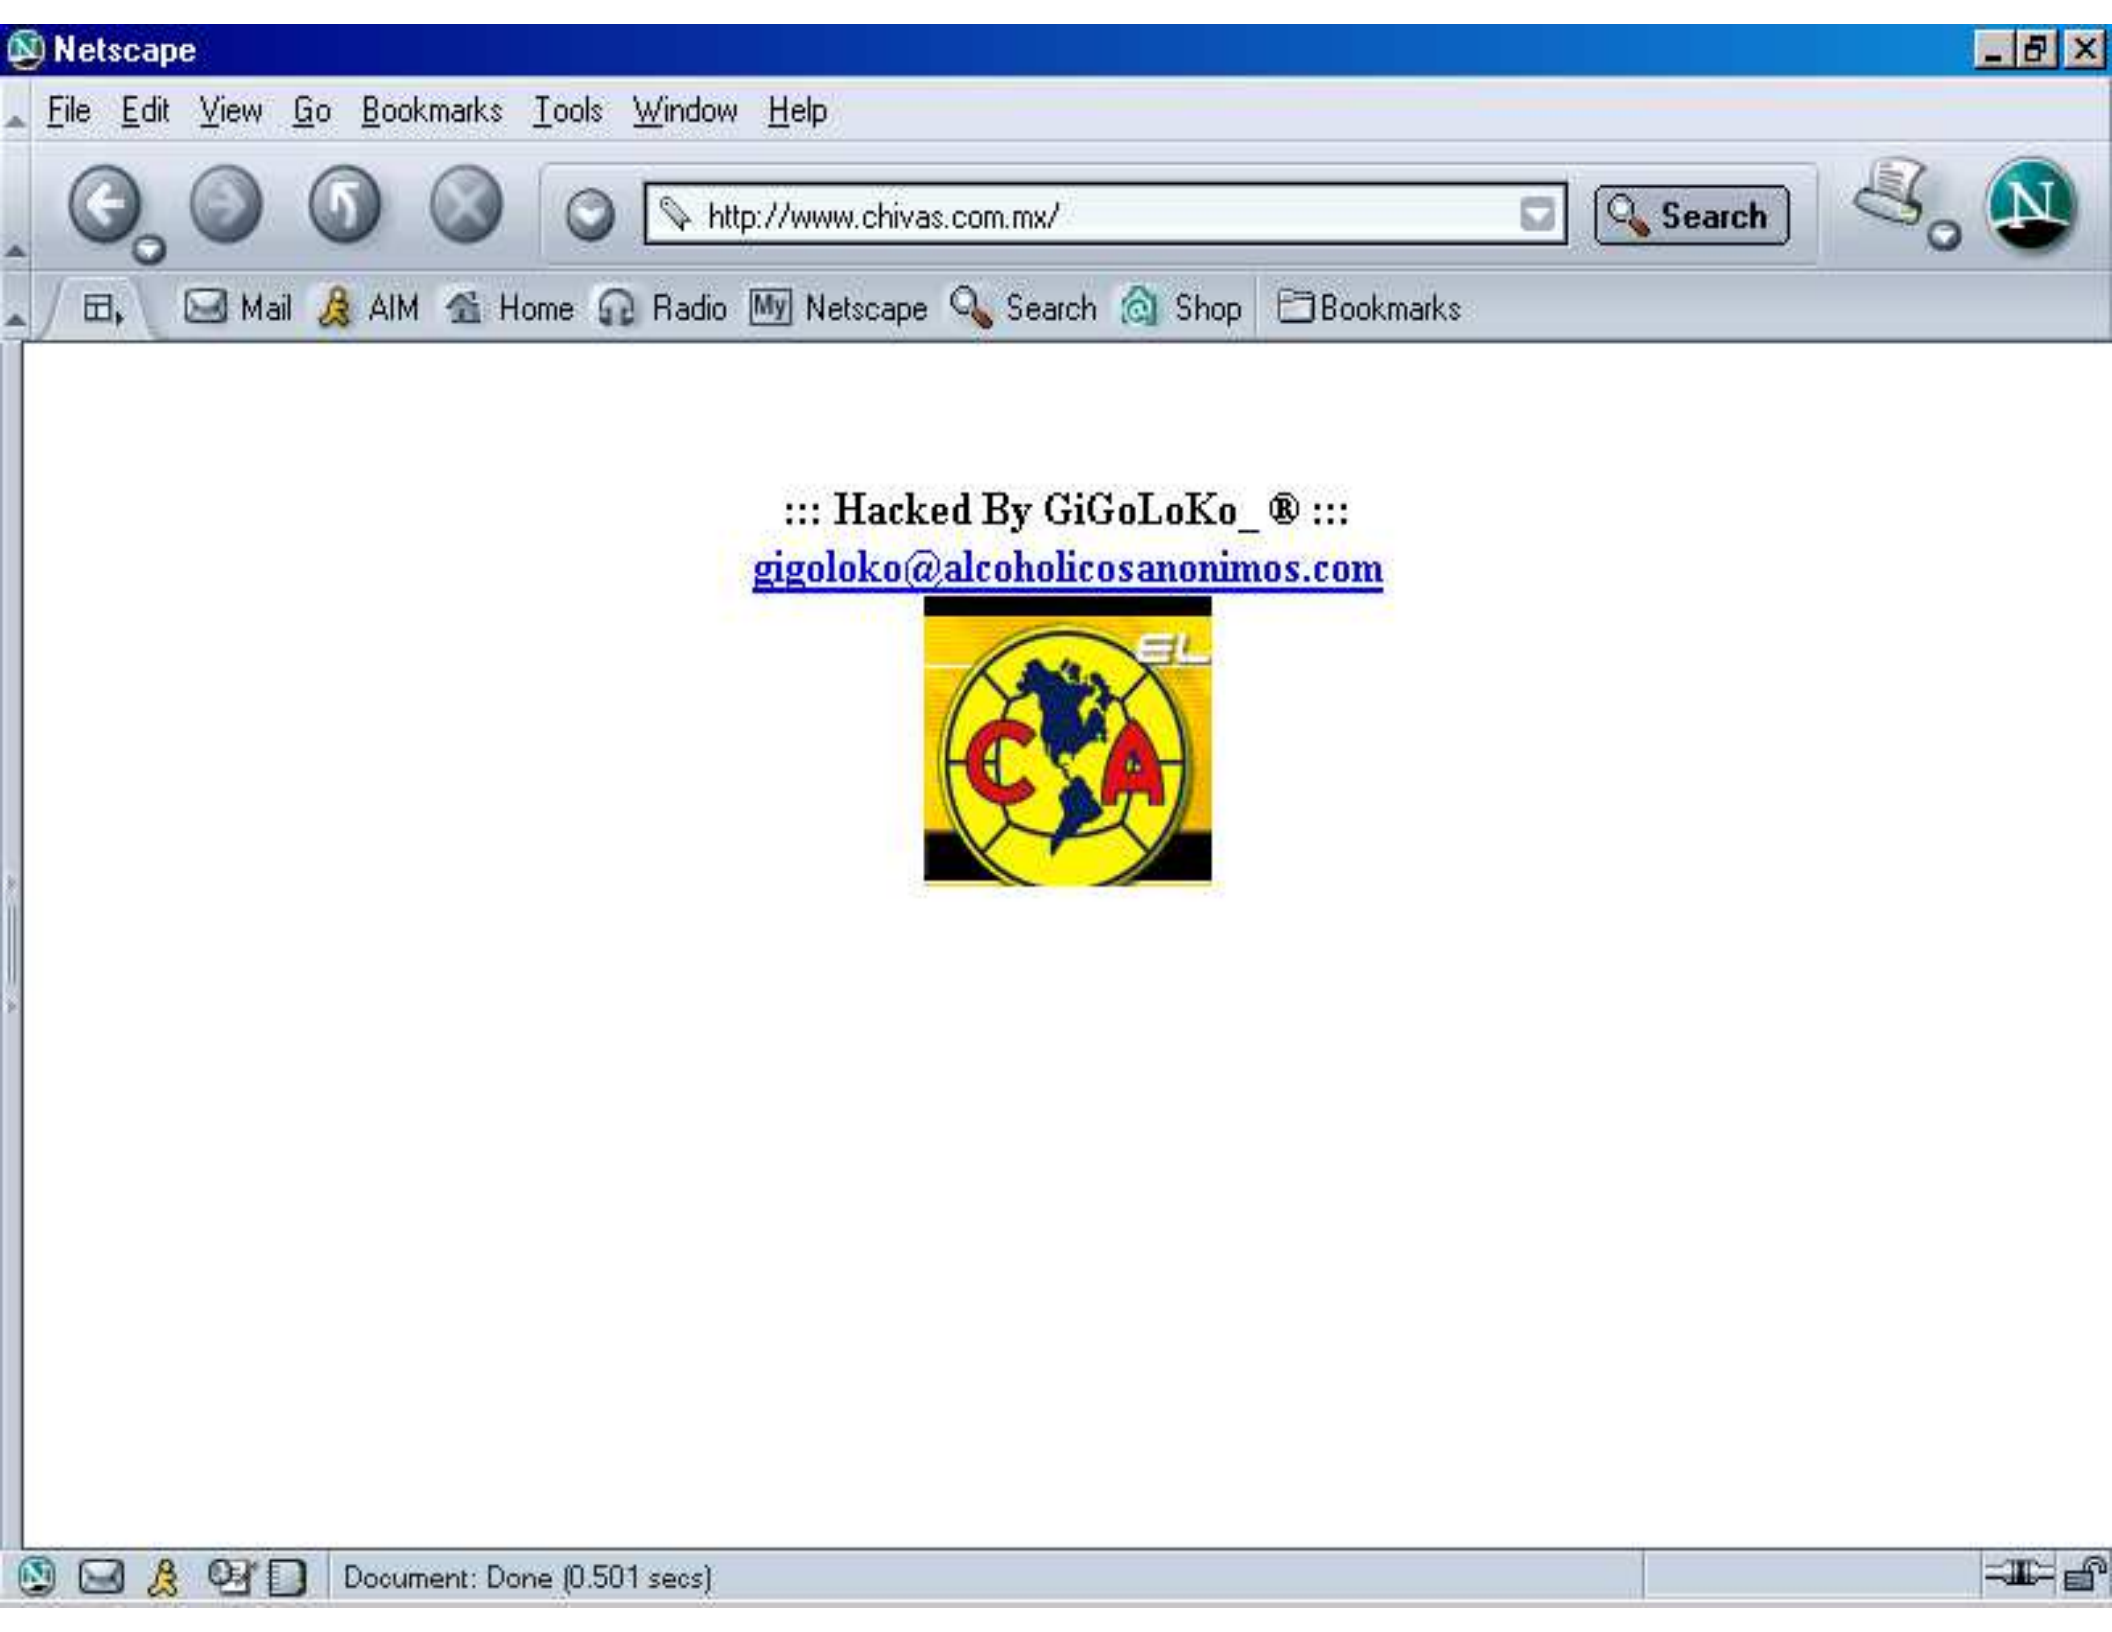 Netscape
File Edit View Go Bookmarks Tools Window Help
http://www.chivas.com.mx/ Search N
Mail AIM Home Radio My Netscape Search Shop Bookmarks
::: Hacked By GiGoLoKo_ ® :::
gigoloko@alcoholicosanonimos.com
EL
C A
Document: Done (0.501 secs)